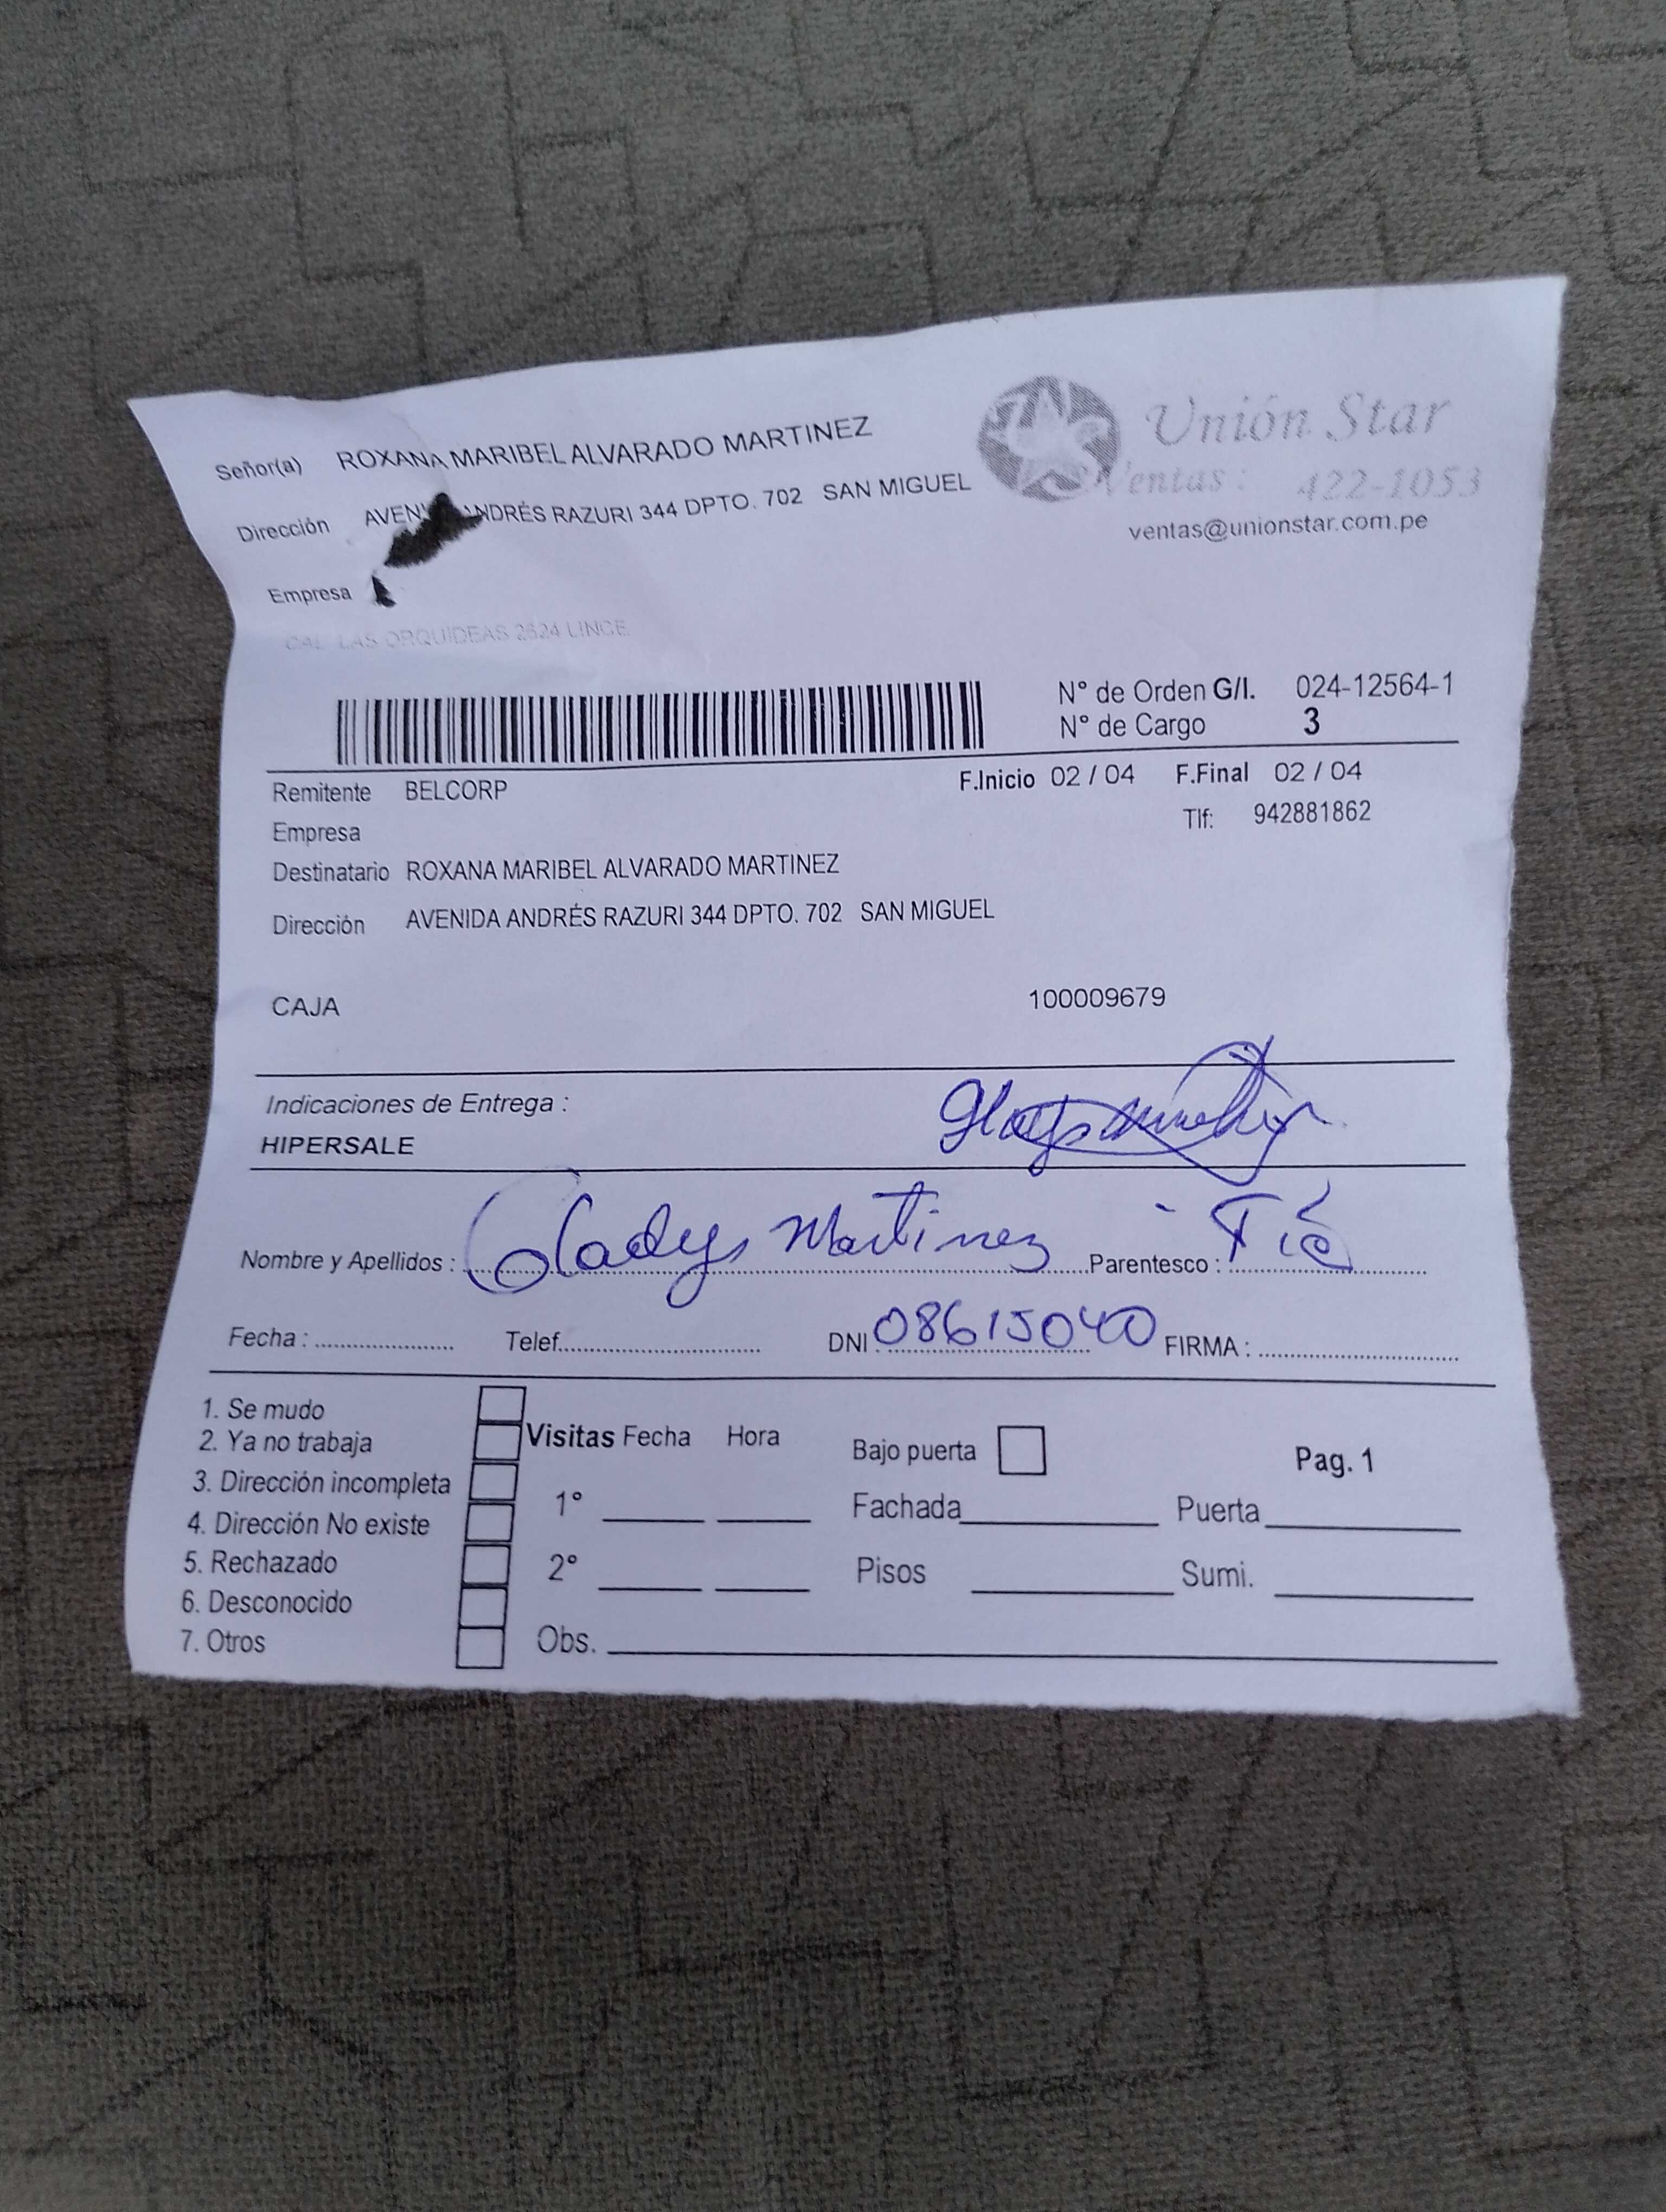 Señor(a) ROXANA MARIBEL ALVARADO MARTINEZ
Unión Star
Ventas : 422-1053
Dirección ANDRÉS RAZURI 344 DPTO. 702 SAN MIGUEL
ventas@unionstar.com.pe
Empresa
CAL LAS ORQUIDEAS 2624 LINCE
N° de Orden G/I. 024-12564-1
N° de Cargo 3
Remitente BELCORP F.Inicio 02 / 04 F.Final 02 / 04
Empresa Tlf: 942881862
Destinatario ROXANA MARIBEL ALVARADO MARTINEZ
Dirección AVENIDA ANDRÉS RAZURI 344 DPTO. 702 SAN MIGUEL
CAJA 100009679
Indicaciones de Entrega :
HIPERSALE
Nombre y Apellidos : Gladys Martinez - Parentesco : Tía
Fecha : Telef. DNI 08615040 FIRMA :
1. Se mudo
2. Ya no trabaja
3. Dirección incompleta
4. Dirección No existe
5. Rechazado
6. Desconocido
7. Otros
Visitas Fecha Hora
1°
2°
Obs.
Bajo puerta Pag. 1
Fachada Puerta
Pisos Sumi.